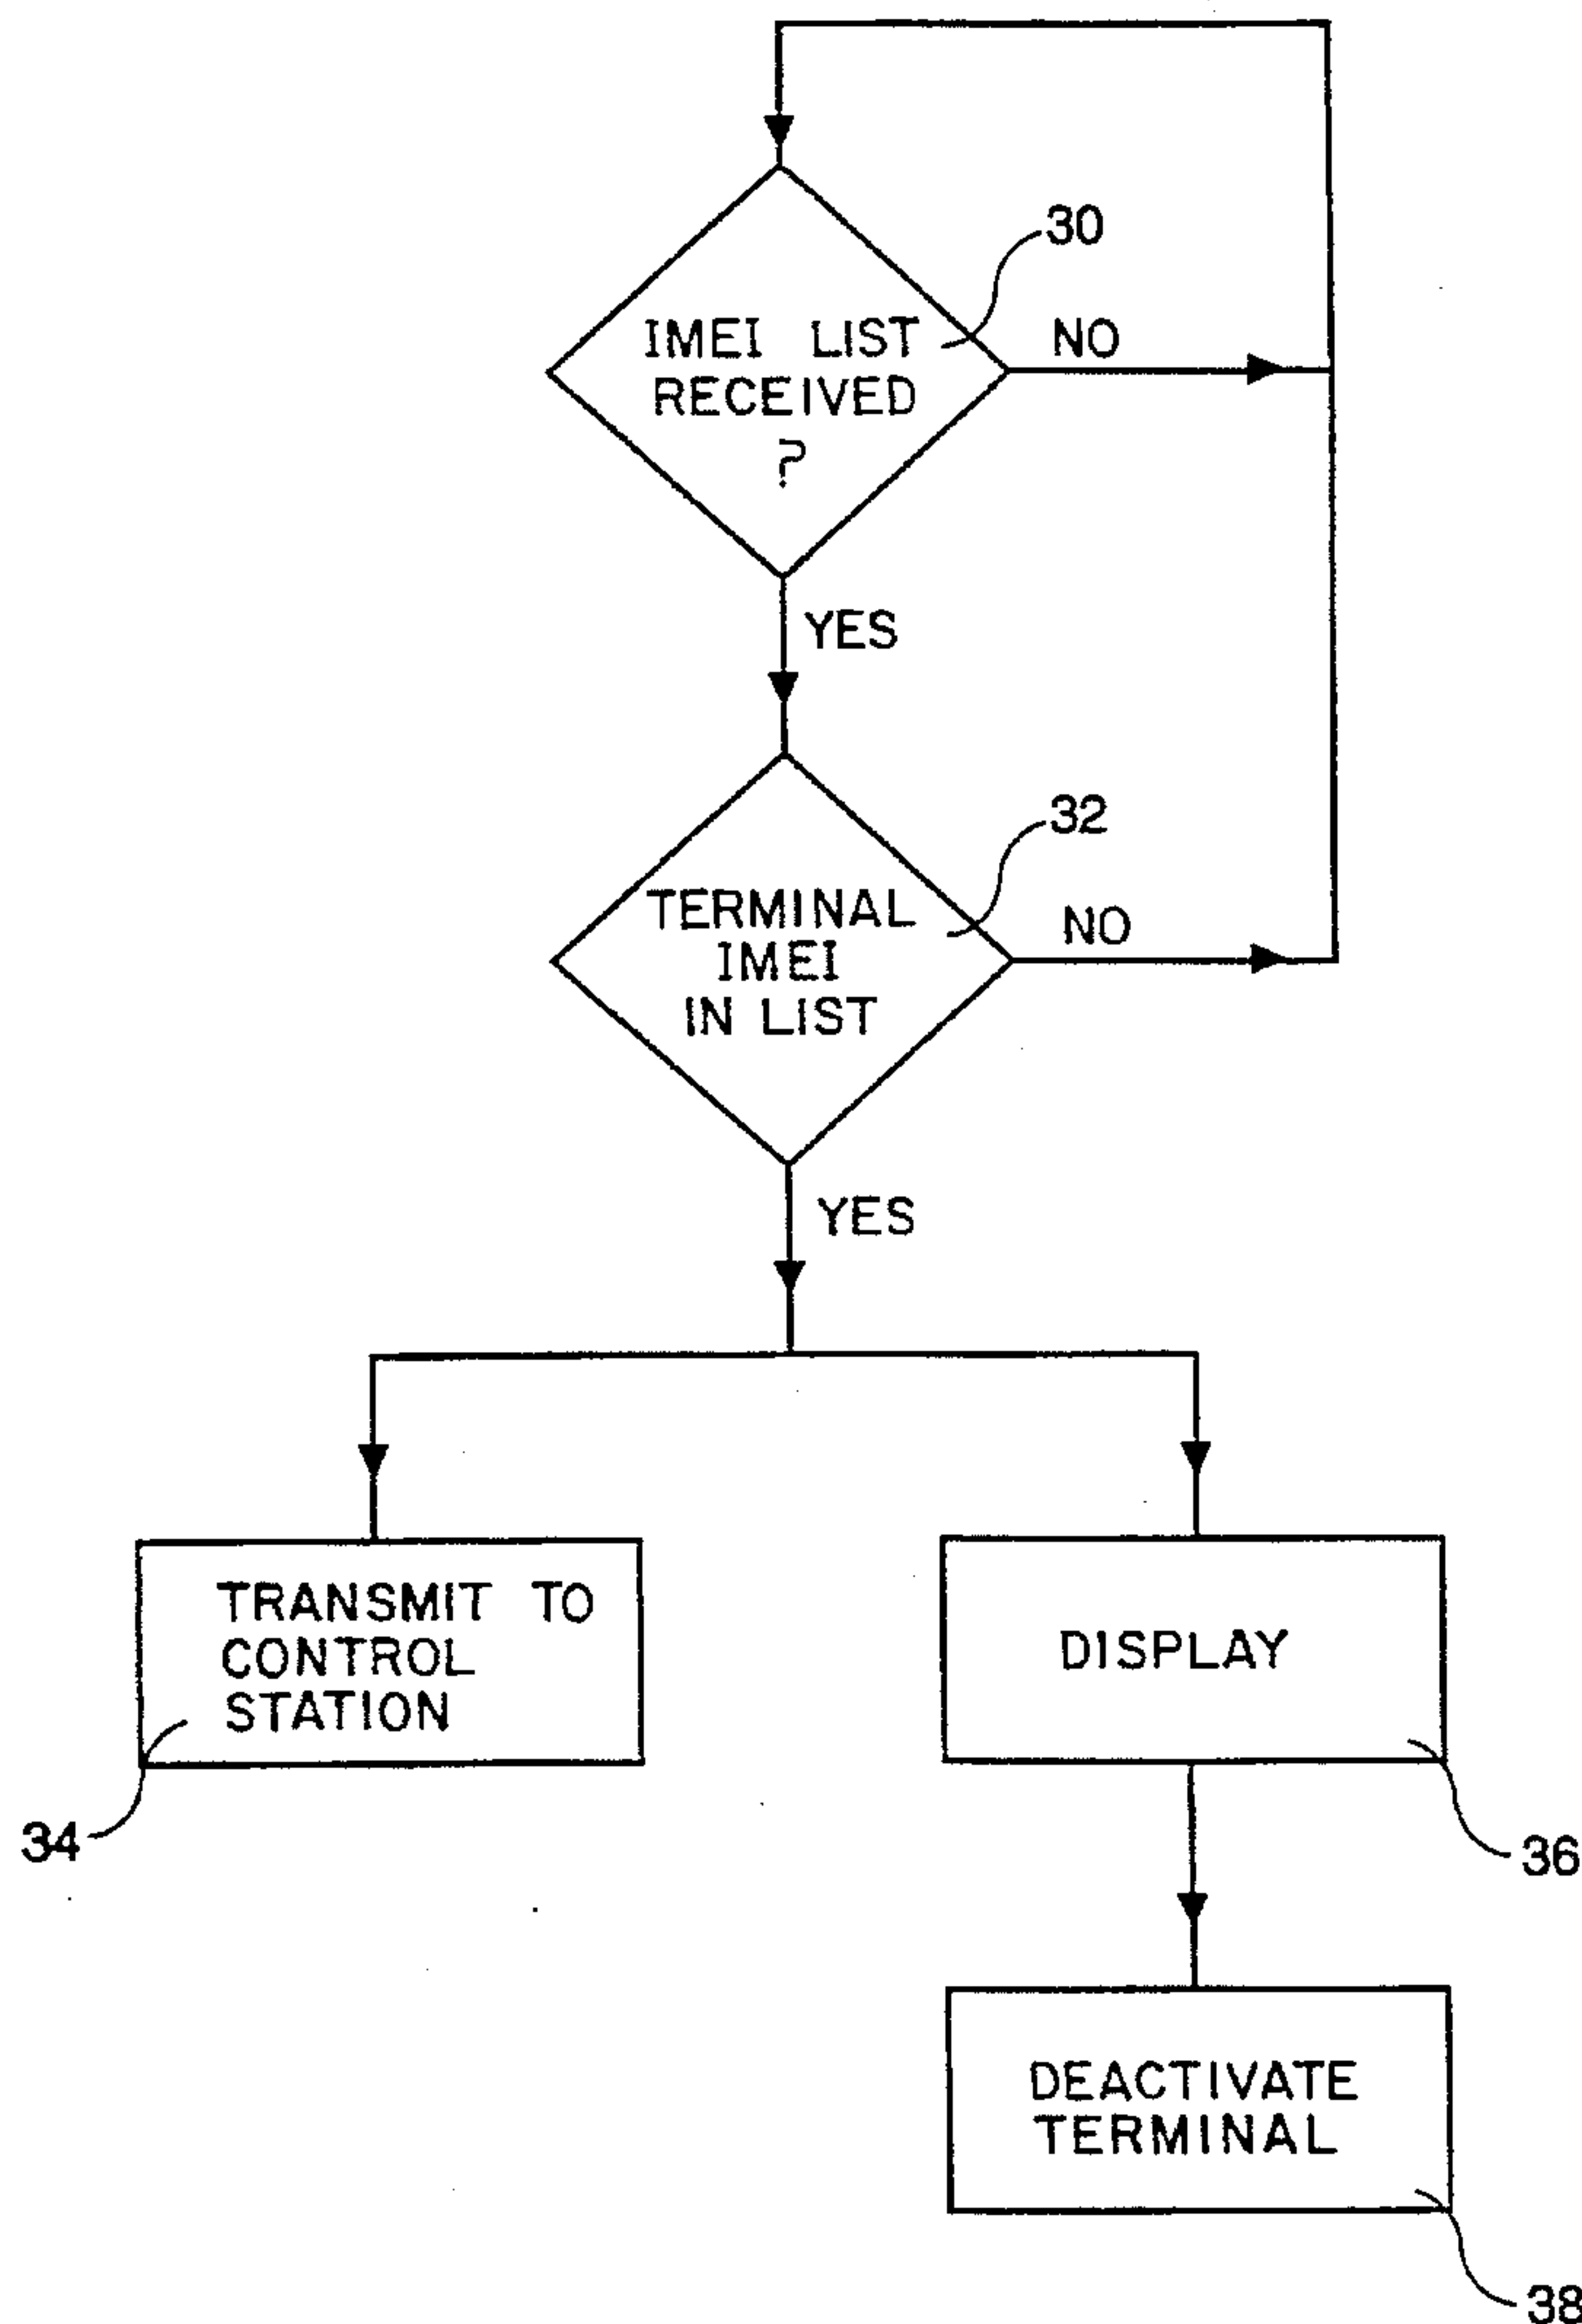 30
IMEI LIST
RECEIVED
?
NO
YES
32
TERMINAL
IMEI
IN LIST
NO
YES
TRANSMIT TO
CONTROL
STATION
34
DISPLAY
36
DEACTIVATE
TERMINAL
38